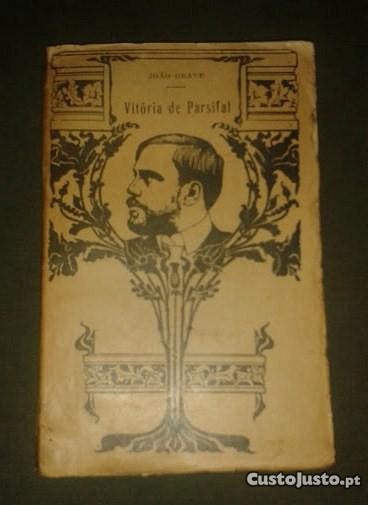 JOÃO GRAVE
Vitória de Parsifal
CustoJusto.pt